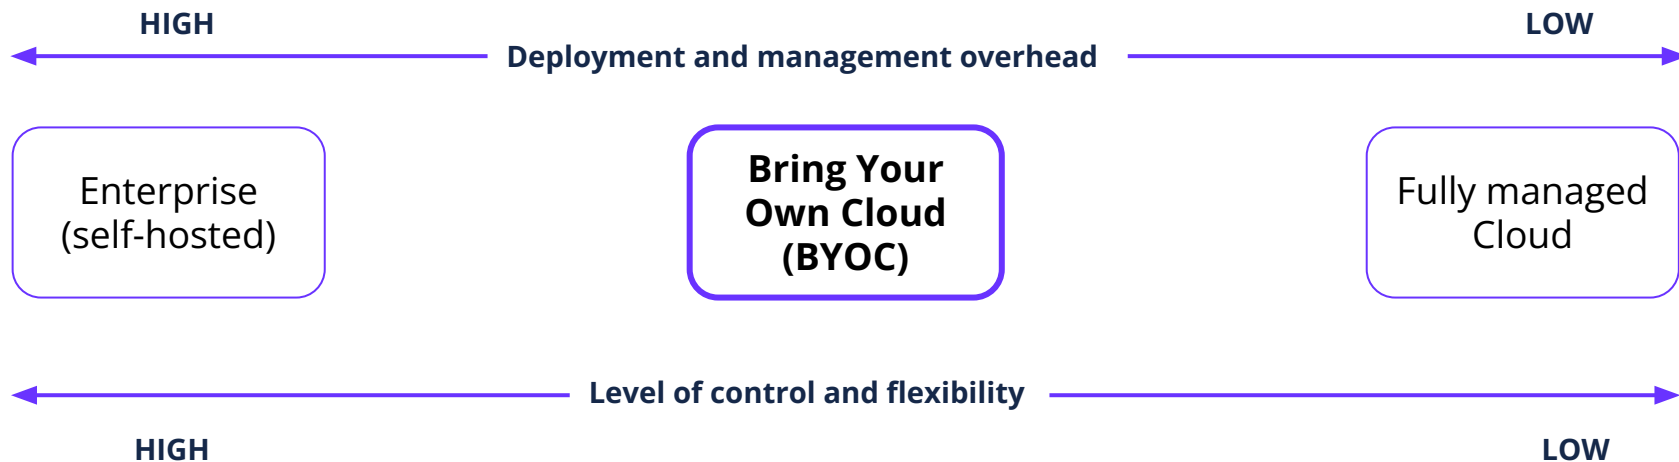 HIGH
LOW
Deployment and management overhead
Enterprise
(self-hosted)
Bring Your
Own Cloud
(BYOC)
Fully managed
Cloud
Level of control and flexibility
HIGH
LOW